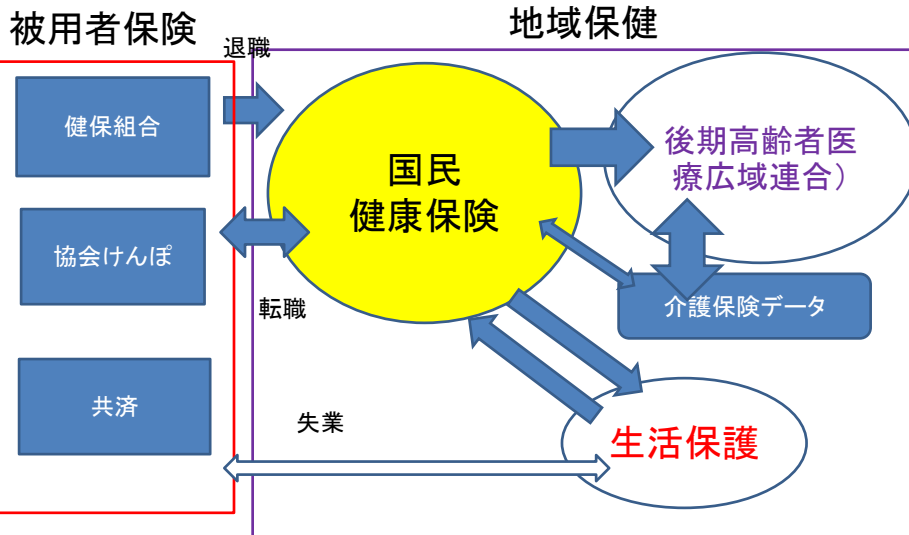 被用者保険
地域保健
退職
健保組合
協会けんぽ
共済
国民
健康保険
後期高齢者医
療広域連合）
介護保険データ
転職
失業
生活保護